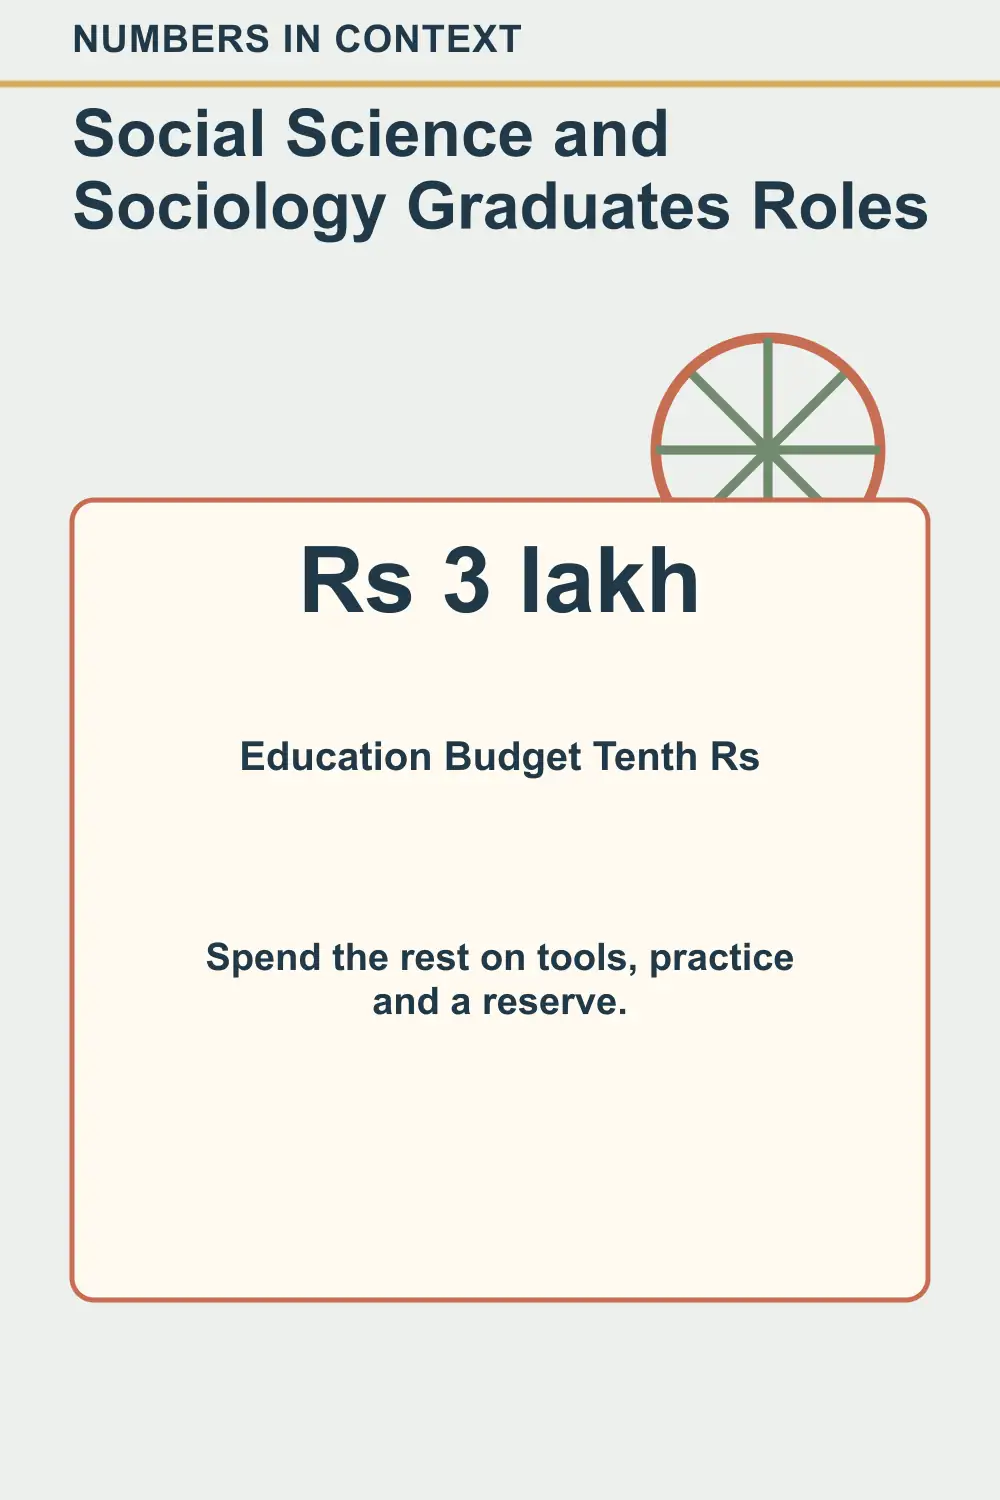 NUMBERS IN CONTEXT
Social Science and
Sociology Graduates Roles
Rs 3 lakh
Education Budget Tenth Rs
Spend the rest on tools, practice
and a reserve.